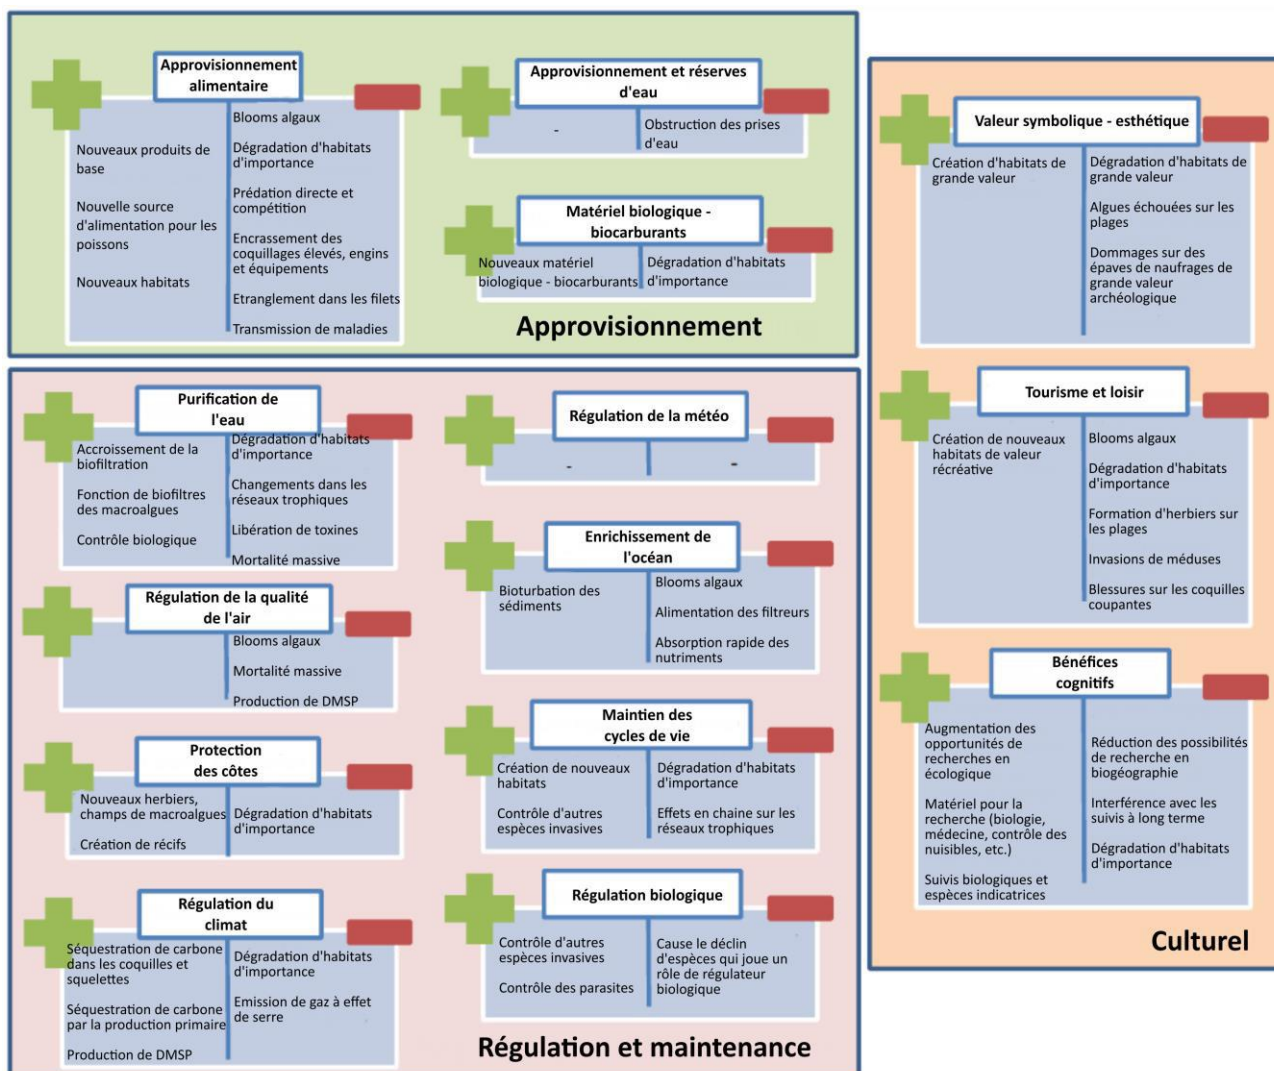 Approvisionnement
alimentaire
Nouveaux produits de
base
Nouvelle source
d'alimentation pour les
poissons
Nouveaux habitats
Blooms algaux
Dégradation d'habitats
d'importance
Prédation directe et
compétition
Encrassement des
coquillages élevés, engins
et équipements
Etranglement dans les filets
Transmission de maladies
Approvisionnement et réserves
d'eau
-
Obstruction des prises
d'eau
Matériel biologique -
biocarburants
Nouveaux matériel
biologique - biocarburants
Dégradation d'habitats
d'importance
Approvisionnement
Purification de
l'eau
Accroissement de la
biofiltration
Fonction de biofiltres
des macroalgues
Contrôle biologique
Dégradation d'habitats
d'importance
Changements dans les
réseaux trophiques
Libération de toxines
Mortalité massive
Régulation de la qualité
de l'air
Blooms algaux
Mortalité massive
Production de DMSP
Protection
des côtes
Nouveaux herbiers,
champs de macroalgues
Création de récifs
Dégradation d'habitats
d'importance
Régulation du
climat
Séquestration de carbone
dans les coquilles et
squelettes
Séquestration de carbone
par la production primaire
Production de DMSP
Dégradation d'habitats
d'importance
Emission de gaz à effet
de serre
Régulation de la météo
-
-
Enrichissement de
l'océan
Bioturbation des
sédiments
Blooms algaux
Alimentation des filtreurs
Absorption rapide des
nutriments
Maintien des
cycles de vie
Création de nouveaux
habitats
Contrôle d'autres
espèces invasives
Dégradation d'habitats
d'importance
Effets en chaine sur les
réseaux trophiques
Régulation biologique
Contrôle d'autres
espèces invasives
Contrôle des parasites
Cause le déclin
d'espèces qui joue un
rôle de régulateur
biologique
Régulation et maintenance
Valeur symbolique - esthétique
Création d'habitats de
grande valeur
Dégradation d'habitats de
grande valeur
Algues échouées sur les
plages
Dommages sur des
épaves de naufrages de
grande valeur
archéologique
Tourisme et loisir
Création de nouveaux
habitats de valeur
récréative
Blooms algaux
Dégradation d'habitats
d'importance
Formation d'herbiers sur
les plages
Invasions de méduses
Blessures sur les coquilles
coupantes
Bénéfices
cognitifs
Augmentation des
opportunités de
recherches en
écologique
Matériel pour la
recherche (biologie,
médecine, contrôle des
nuisibles, etc.)
Suivis biologiques et
espèces indicatrices
Réduction des possibilités
de recherche en
biogéographie
Interférence avec les
suivis à long terme
Dégradation d'habitats
d'importance
Culturel